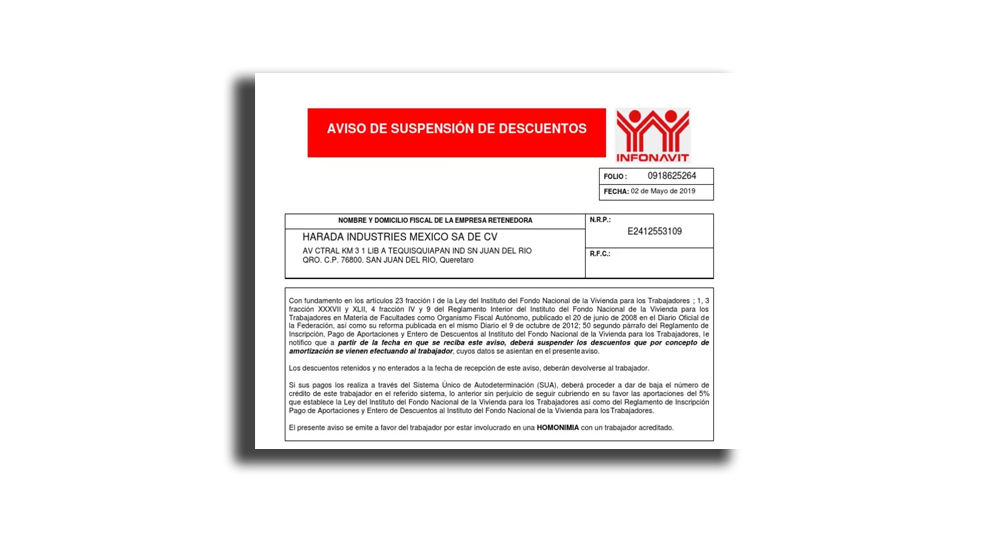 AVISO DE SUSPENSIÓN DE DESCUENTOS
INFONAVIT
FOLIO : 0918625264
FECHA: 02 de Mayo de 2019
NOMBRE Y DOMICILIO FISCAL DE LA EMPRESA RETENEDORA
HARADA INDUSTRIES MEXICO SA DE CV
AV CTRAL KM 3 1 LIB A TEQUISQUIAPAN IND SN JUAN DEL RIO
QRO. C.P. 76800. SAN JUAN DEL RIO, Queretaro
N.R.P.:
E2412553109
R.F.C.:
Con fundamento en los artículos 23 fracción I de la Ley del Instituto del Fondo Nacional de la Vivienda para los Trabajadores ; 1, 3
fracción XXXVII y XLII, 4 fracción IV y 9 del Reglamento Interior del Instituto del Fondo Nacional de la Vivienda para los
Trabajadores en Materia de Facultades como Organismo Fiscal Autónomo, publicado el 20 de junio de 2008 en el Diario Oficial de
la Federación, así como su reforma publicada en el mismo Diario el 9 de octubre de 2012; 50 segundo párrafo del Reglamento de
Inscripción, Pago de Aportaciones y Entero de Descuentos al Instituto del Fondo Nacional de la Vivienda para los Trabajadores, le
notifico que a partir de la fecha en que se reciba este aviso, deberá suspender los descuentos que por concepto de
amortización se vienen efectuando al trabajador, cuyos datos se asientan en el presente aviso.
Los descuentos retenidos y no enterados a la fecha de recepción de este aviso, deberán devolverse al trabajador.
Si sus pagos los realiza a través del Sistema Único de Autodeterminación (SUA), deberá proceder a dar de baja el número de
crédito de este trabajador en el referido sistema, lo anterior sin perjuicio de seguir cubriendo en su favor las aportaciones del 5%
que establece la Ley del Instituto del Fondo Nacional de la Vivienda para los Trabajadores así como del Reglamento de Inscripción
Pago de Aportaciones y Entero de Descuentos al Instituto del Fondo Nacional de la Vivienda para los Trabajadores.
El presente aviso se emite a favor del trabajador por estar involucrado en una HOMONIMIA con un trabajador acreditado.